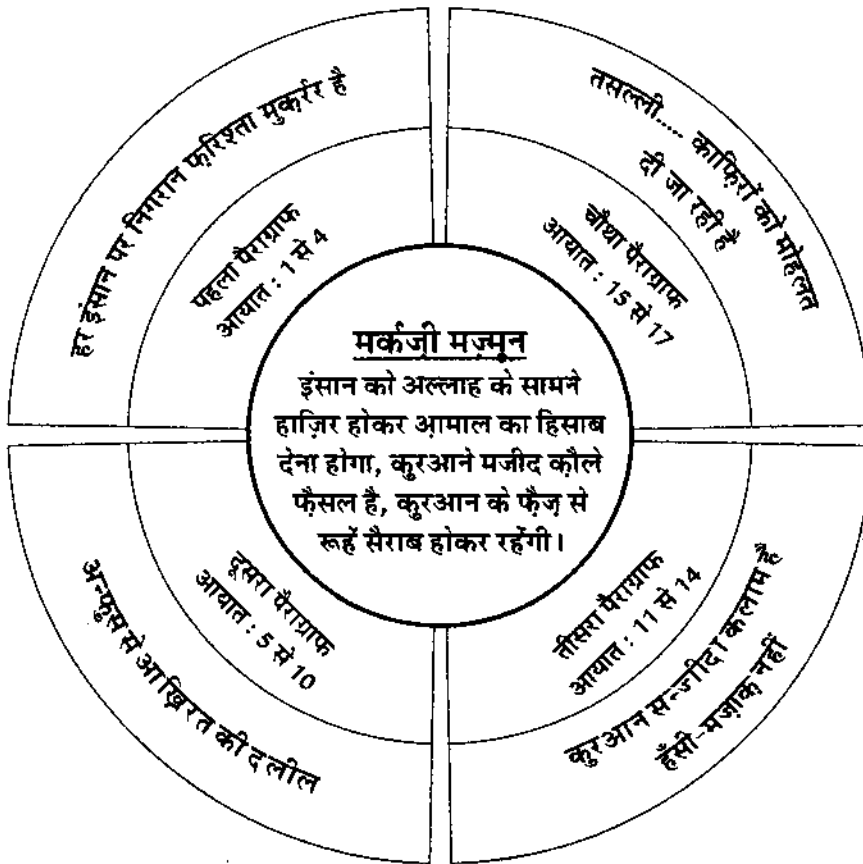 हर इंसान पर निगरान फ़रिश्ता मुक़र्रर है
पहला पैराग्राफ
आयात : 1 से 4
तसल्ली.... काफ़िरों को मोहलत
दी जा रही है
चौथा पैराग्राफ
आयात : 15 से 17
मर्कज़ी मज़्मून
इंसान को अल्लाह के सामने
हाज़िर होकर आ़माल का हिसाब
देना होगा, क़ुरआने मजीद क़ौले
फ़ैसल है, क़ुरआन के फ़ैज़ से
रूहें सैराब होकर रहेंगी।
दूसरा पैराग्राफ
आयात : 5 से 10
अन्फ़ुस से आख़िरत की दलील
तीसरा पैराग्राफ
आयात : 11 से 14
क़ुरआन सन्जीदा कलाम है
हँसी-मज़ाक़ नहीं